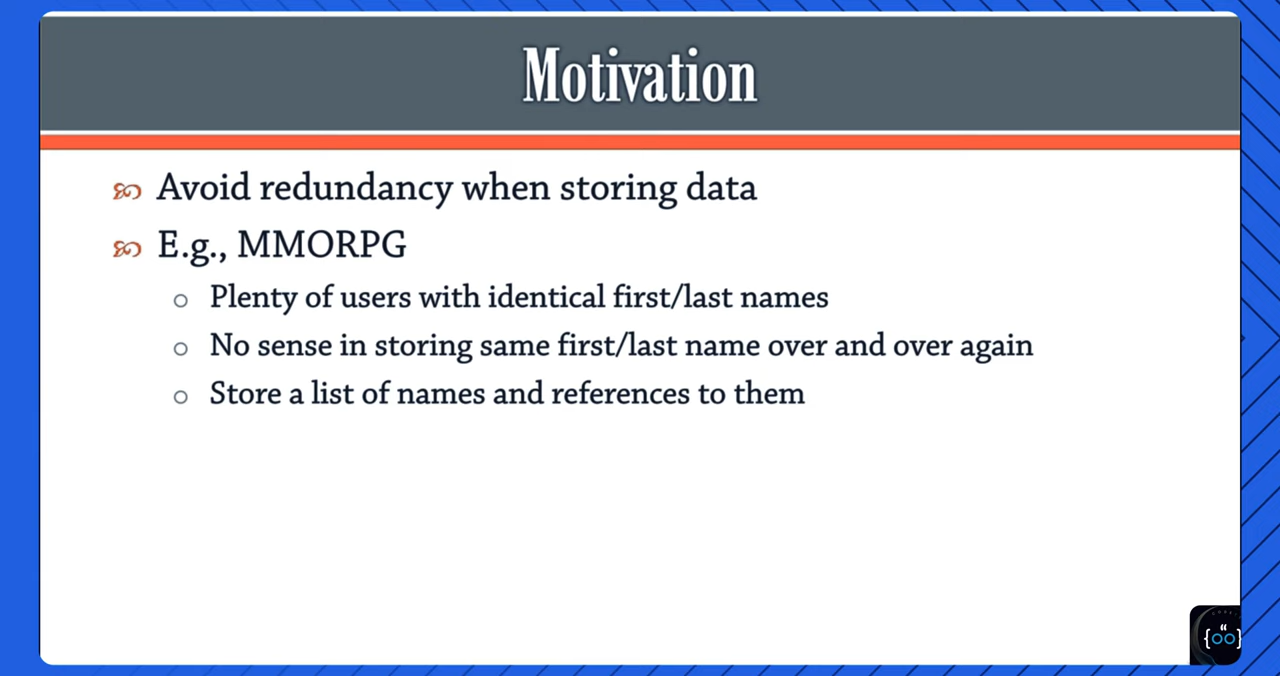 Motivation
Avoid redundancy when storing data
E.g., MMORPG
Plenty of users with identical first/last names
No sense in storing same first/last name over and over again
Store a list of names and references to them